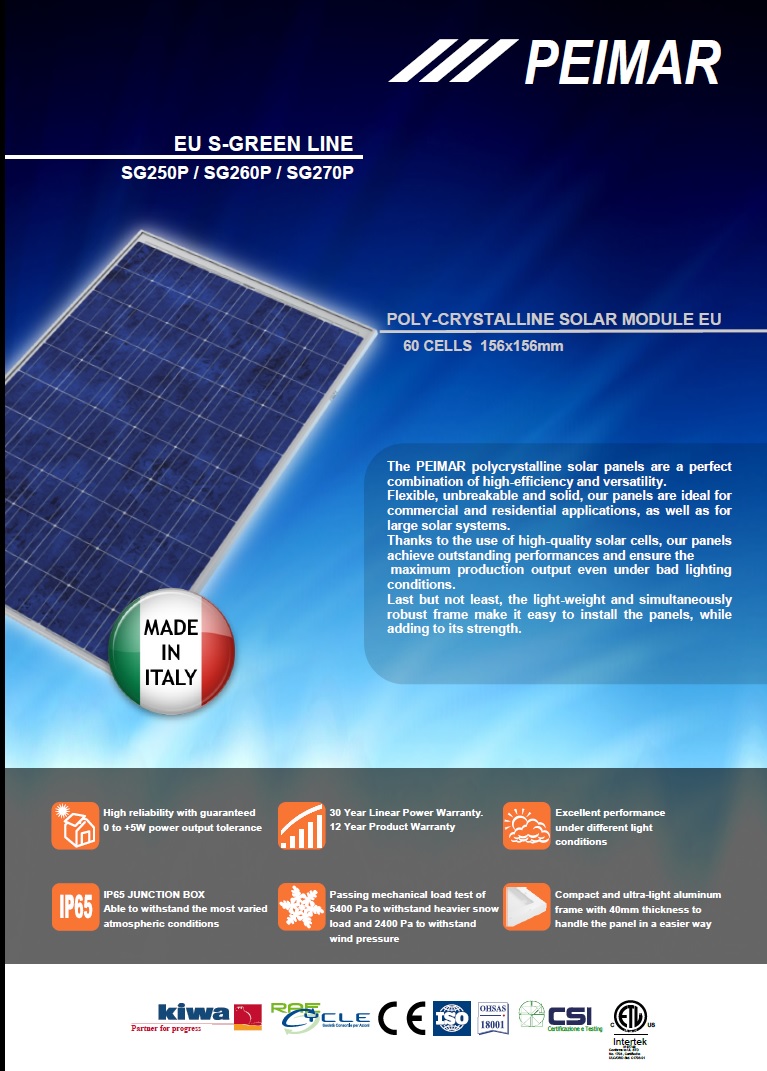 PEIMAR
EU S-GREEN LINE
SG250P / SG260P / SG270P
POLY-CRYSTALLINE SOLAR MODULE EU
60 CELLS 156x156mm
The PEIMAR polycrystalline solar panels are a perfect
combination of high-efficiency and versatility.
Flexible, unbreakable and solid, our panels are ideal for
commercial and residential applications, as well as for
large solar systems.
Thanks to the use of high-quality solar cells, our panels
achieve outstanding performances and ensure the
maximum production output even under bad lighting
conditions.
Last but not least, the light-weight and simultaneously
robust frame make it easy to install the panels, while
adding to its strength.
MADE
IN
ITALY
High reliability with guaranteed
0 to +5W power output tolerance
30 Year Linear Power Warranty.
12 Year Product Warranty
Excellent performance
under different light
conditions
IP65
IP65 JUNCTION BOX
Able to withstand the most varied
atmospheric conditions
Passing mechanical load test of
5400 Pa to withstand heavier snow
load and 2400 Pa to withstand
wind pressure
Compact and ultra-light aluminum
frame with 40mm thickness to
handle the panel in a easier way
kiwa
Partner for progress
RAE
CYCLE
CE
ISO
OHSAS
18001
CSI
Certificazione e Testing
C ETL US
Intertek